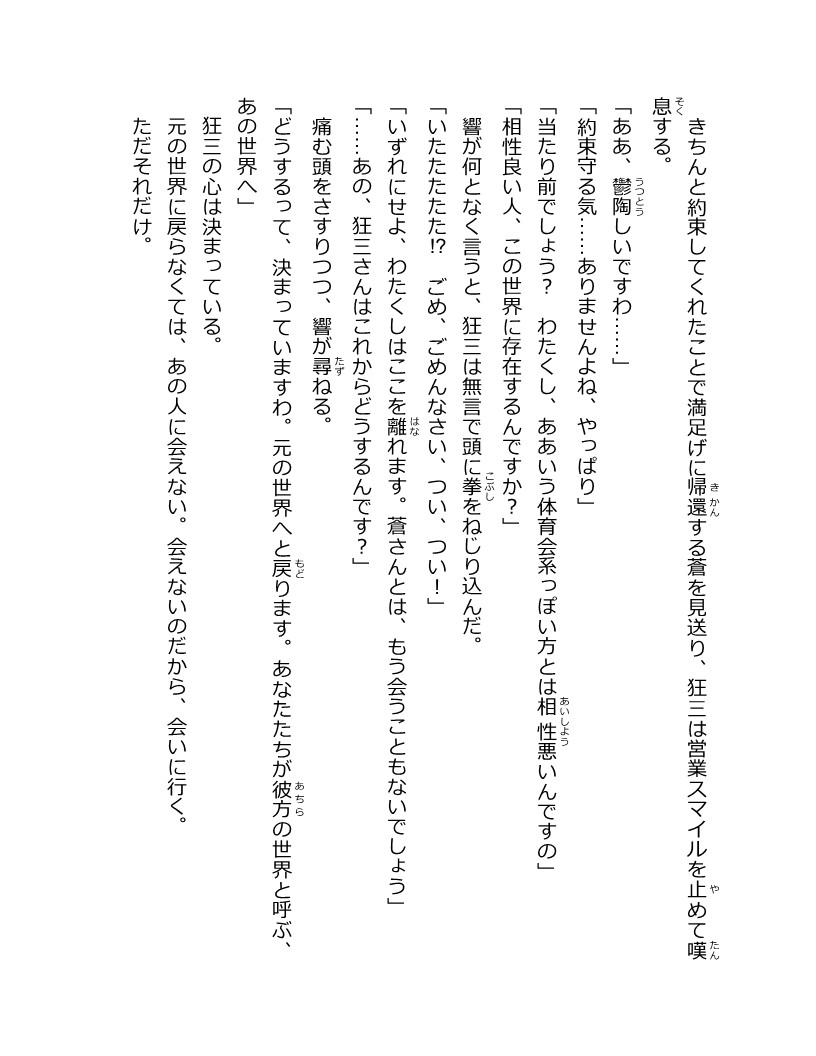 きちんと約束してくれたことで満足げに帰還する蒼を見送り、狂三は営業スマイルを止めて嘆
息する。
「ああ、鬱陶しいですわ……」
「約束守る気……ありませんよね、やっぱり」
「当たり前でしょう？　わたくし、ああいう体育会系っぽい方とは相性悪いんですの」
「相性良い人、この世界に存在するんですか？」
響が何となく言うと、狂三は無言で頭に拳をねじり込んだ。
「いたたたたた!?　ごめ、ごめんなさい、つい、つい！」
「いずれにせよ、わたくしはここを離れます。蒼さんとは、もう会うこともないでしょう」
「……あの、狂三さんはこれからどうするんです？」
痛む頭をさすりつつ、響が尋ねる。
「どうするって、決まっていますわ。元の世界へと戻ります。あなたたちが彼方の世界と呼ぶ、
あの世界へ」
狂三の心は決まっている。
元の世界に戻らなくては、あの人に会えない。会えないのだから、会いに行く。
ただそれだけ。